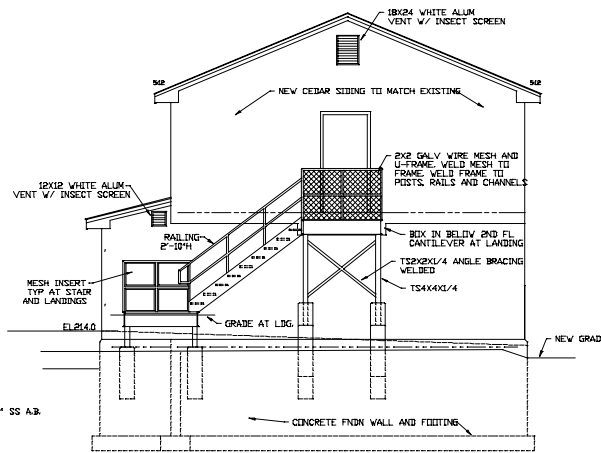 18X24 WHITE ALUM
VENT W/ INSECT SCREEN
NEW CEDAR SIDING TO MATCH EXISTING
2X2 GALV WIRE MESH AND
U-FRAME. WELD MESH TO
FRAME. WELD FRAME TO
POSTS, RAILS AND CHANNELS
12X12 WHITE ALUM
VENT W/ INSECT SCREEN
RAILING
2'-10"H
BOX IN BELOW 2ND FL
CANTILEVER AT LANDING
TS2X2X1/4 ANGLE BRACING
WELDED
MESH INSERT
TYP AT STAIR
AND LANDINGS
TS4X4X1/4
EL214.0
GRADE AT LDG.
NEW GRAD
SS A.B.
CONCRETE FNDN WALL AND FOOTING